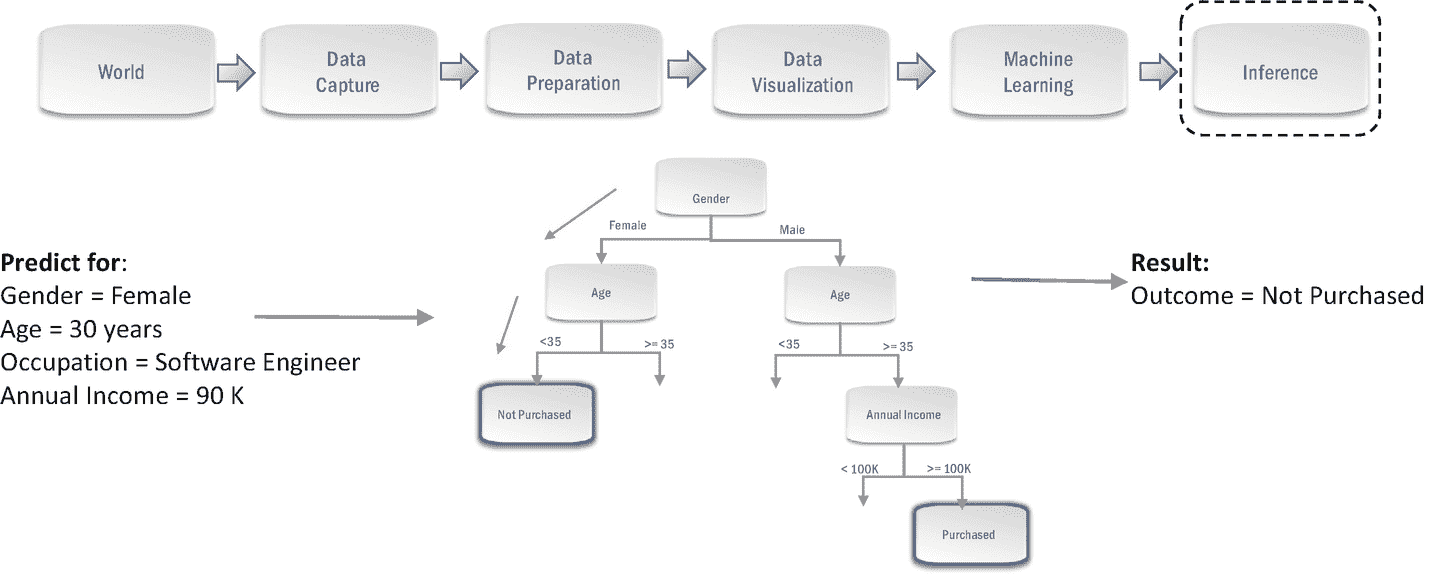 World
Data
Capture
Data
Preparation
Data
Visualization
Machine
Learning
Inference
Gender
Female
Male
Predict for:
Gender = Female
Age = 30 years
Occupation = Software Engineer
Annual Income = 90 K
Age
Age
Result:
Outcome = Not Purchased
<35
>= 35
<35
>= 35
Not Purchased
Annual Income
< 100K
>= 100K
Purchased